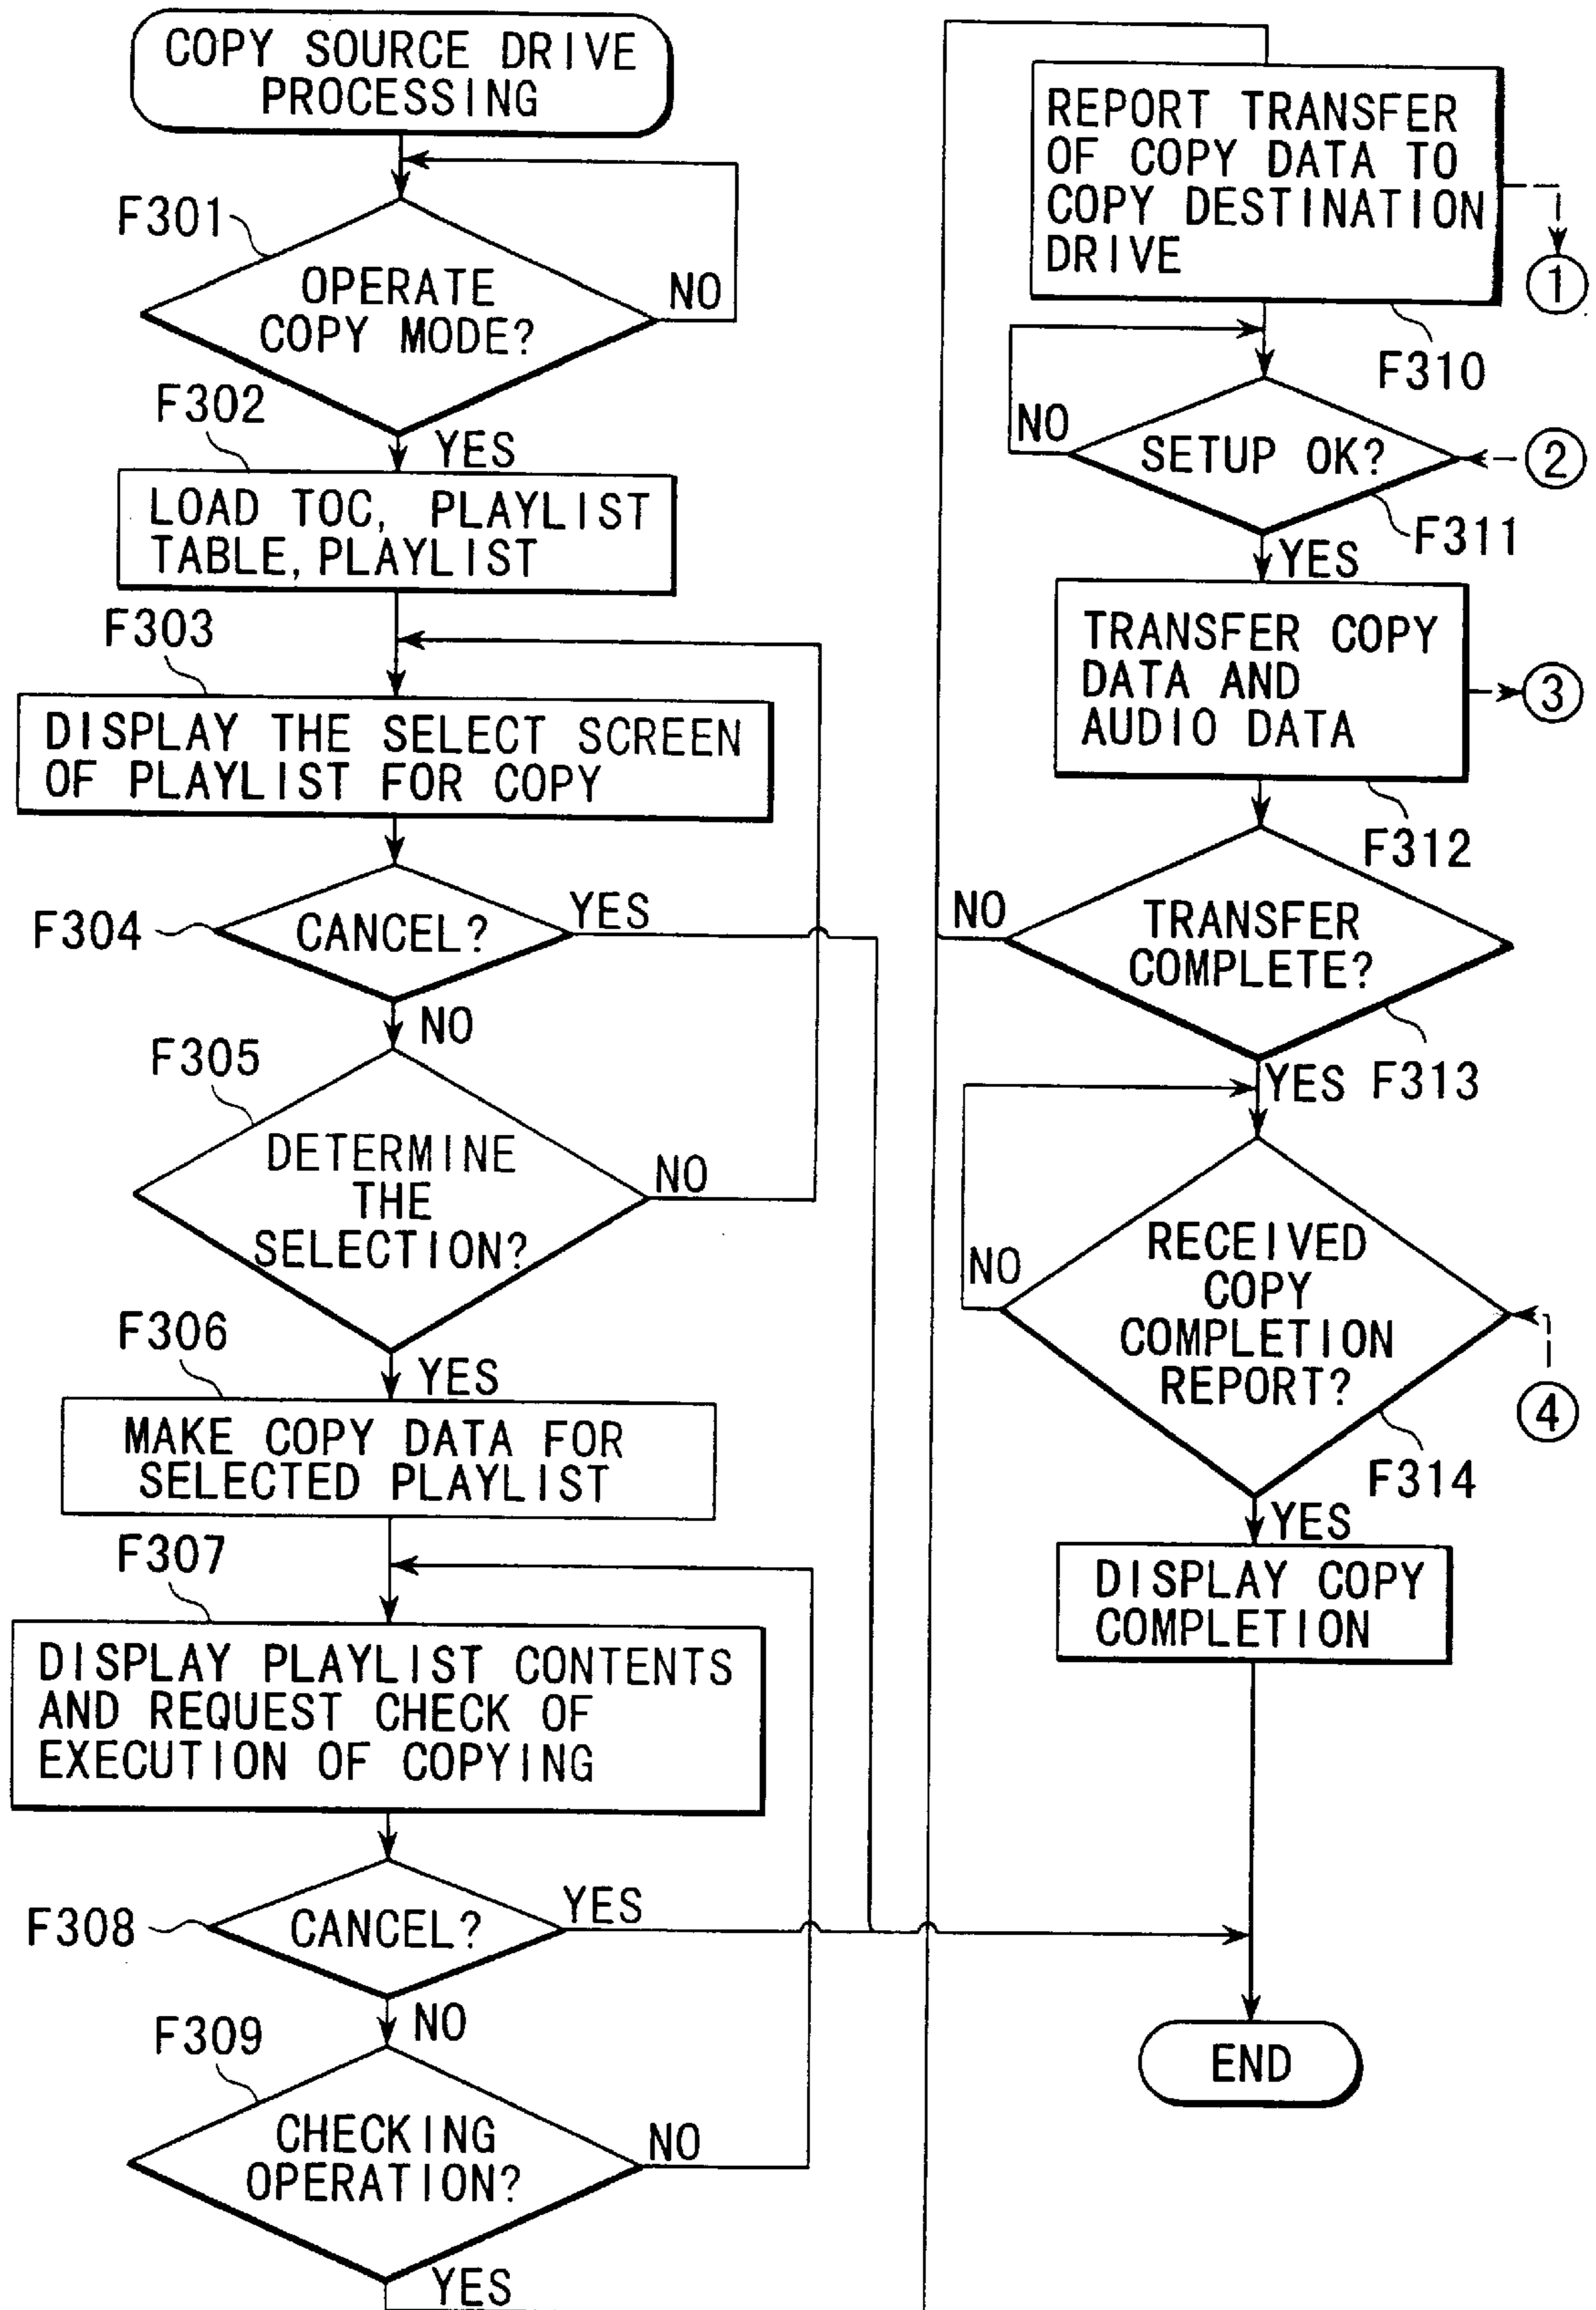 COPY SOURCE DRIVE
PROCESSING
F301
OPERATE
COPY MODE?
NO
F302
YES
LOAD TOC, PLAYLIST
TABLE, PLAYLIST
F303
DISPLAY THE SELECT SCREEN
OF PLAYLIST FOR COPY
F304
CANCEL?
YES
NO
F305
DETERMINE
THE
SELECTION?
NO
F306
YES
MAKE COPY DATA FOR
SELECTED PLAYLIST
F307
DISPLAY PLAYLIST CONTENTS
AND REQUEST CHECK OF
EXECUTION OF COPYING
F308
CANCEL?
YES
NO
F309
CHECKING
OPERATION?
NO
YES
REPORT TRANSFER
OF COPY DATA TO
COPY DESTINATION
DRIVE
1
F310
NO
SETUP OK?
2
F311
YES
TRANSFER COPY
DATA AND
AUDIO DATA
3
F312
NO
TRANSFER
COMPLETE?
YES
F313
NO
RECEIVED
COPY
COMPLETION
REPORT?
4
F314
YES
DISPLAY COPY
COMPLETION
END